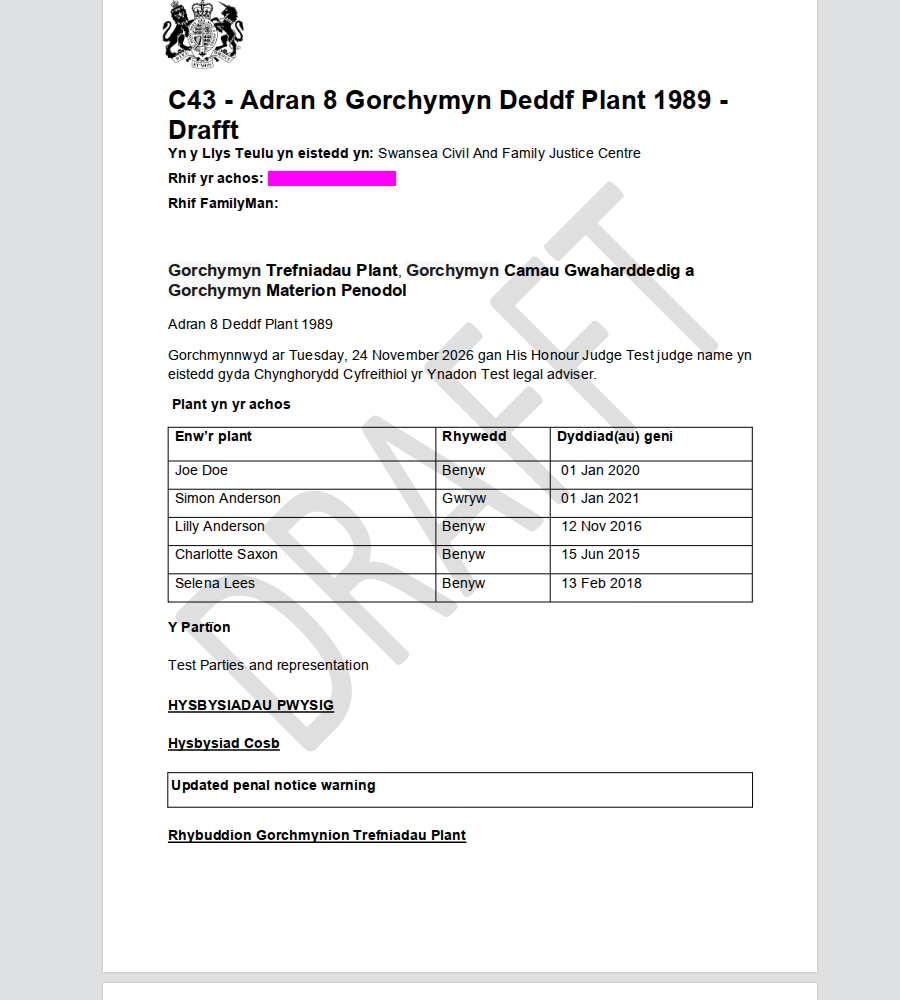 C43 - Adran 8 Gorchymyn Deddf Plant 1989 -
Drafft
Yn y Llys Teulu yn eistedd yn: Swansea Civil And Family Justice Centre
Rhif yr achos:
Rhif FamilyMan:
Gorchymyn Trefniadau Plant, Gorchymyn Camau Gwaharddedig a
Gorchymyn Materion Penodol
Adran 8 Deddf Plant 1989
Gorchmynnwyd ar Tuesday, 24 November 2026 gan His Honour Judge Test judge name yn
eistedd gyda Chynghorydd Cyfreithiol yr Ynadon Test legal adviser.
Plant yn yr achos
Enw’r plant Rhywedd Dyddiad(au) geni
Joe Doe Benyw 01 Jan 2020
Simon Anderson Gwryw 01 Jan 2021
Lilly Anderson Benyw 12 Nov 2016
Charlotte Saxon Benyw 15 Jun 2015
Selena Lees Benyw 13 Feb 2018
Y Partïon
Test Parties and representation
HYSBYSIADAU PWYSIG
Hysbysiad Cosb
Updated penal notice warning
Rhybuddion Gorchmynion Trefniadau Plant
DRAFT